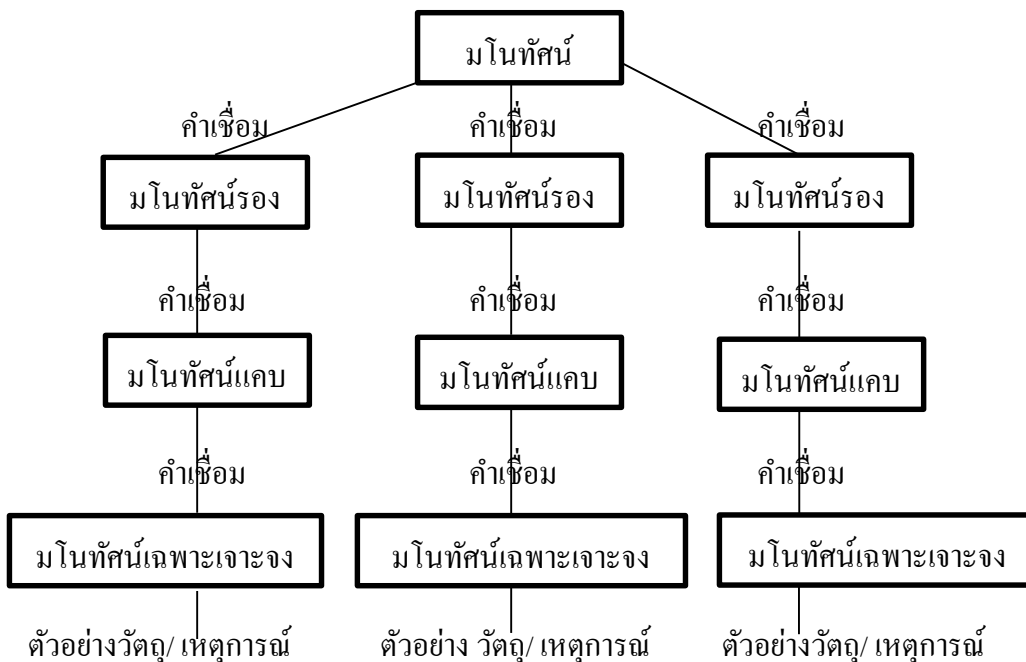 มโนทัศน์
คำเชื่อม คำเชื่อม คำเชื่อม
มโนทัศน์รอง มโนทัศน์รอง มโนทัศน์รอง
คำเชื่อม คำเชื่อม คำเชื่อม
มโนทัศน์แคบ มโนทัศน์แคบ มโนทัศน์แคบ
คำเชื่อม คำเชื่อม คำเชื่อม
มโนทัศน์เฉพาะเจาะจง มโนทัศน์เฉพาะเจาะจง มโนทัศน์เฉพาะเจาะจง
ตัวอย่างวัตถุ/ เหตุการณ์ ตัวอย่าง วัตถุ/ เหตุการณ์ ตัวอย่างวัตถุ/ เหตุการณ์